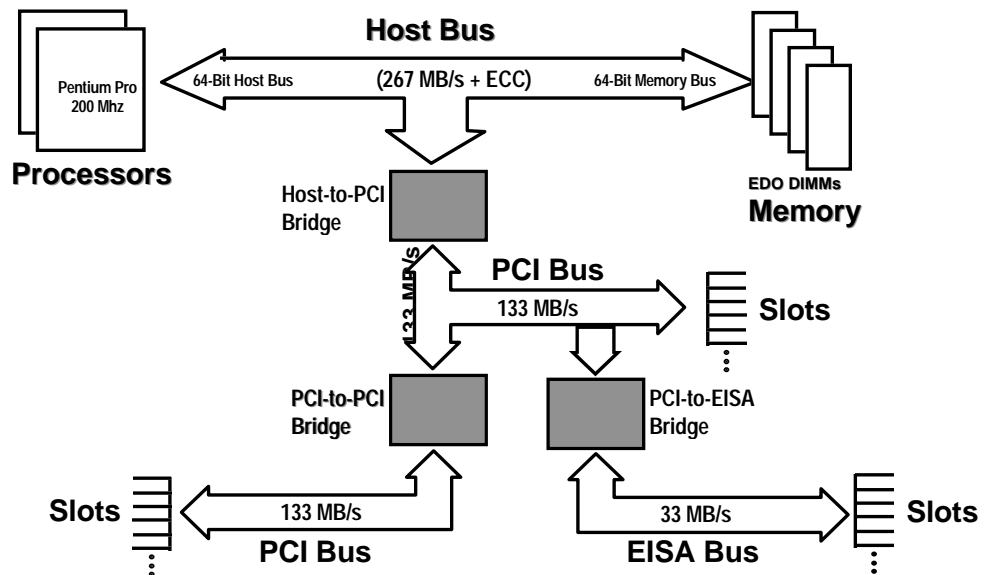 Host Bus
64-Bit Host Bus
(267 MB/s + ECC)
64-Bit Memory Bus
Pentium Pro
200 Mhz
Processors
EDO DIMMs
Memory
Host-to-PCI
Bridge
133 MB/s
PCI Bus
133 MB/s
Slots
PCI-to-PCI
Bridge
PCI-to-EISA
Bridge
Slots
133 MB/s
PCI Bus
33 MB/s
EISA Bus
Slots